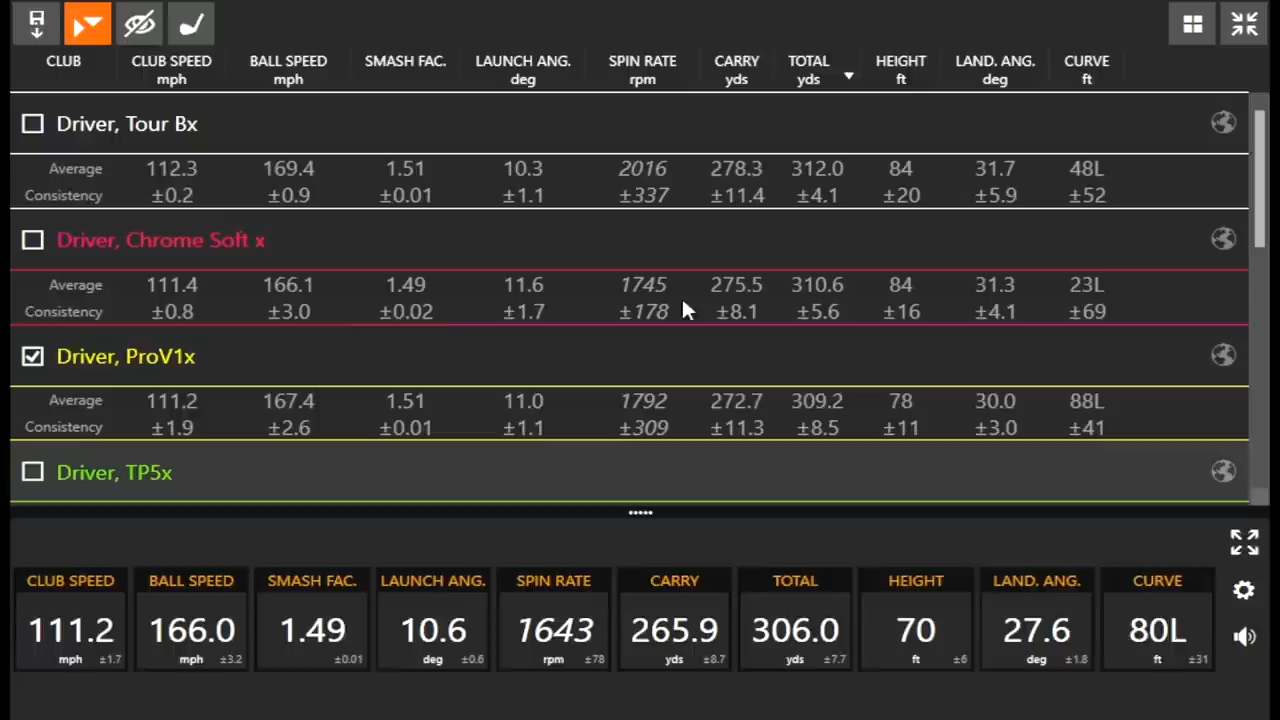 CLUB CLUB SPEED BALL SPEED SMASH FAC. LAUNCH ANG. SPIN RATE CARRY TOTAL HEIGHT LAND. ANG. CURVE
mph mph deg rpm yds yds ft deg ft
Driver, Tour Bx
Average 112.3 169.4 1.51 10.3 2016 278.3 312.0 84 31.7 48L
Consistency ±0.2 ±0.9 ±0.01 ±1.1 ±337 ±11.4 ±4.1 ±20 ±5.9 ±52
Driver, Chrome Soft x
Average 111.4 166.1 1.49 11.6 1745 275.5 310.6 84 31.3 23L
Consistency ±0.8 ±3.0 ±0.02 ±1.7 ±178 ±8.1 ±5.6 ±16 ±4.1 ±69
Driver, ProV1x
Average 111.2 167.4 1.51 11.0 1792 272.7 309.2 78 30.0 88L
Consistency ±1.9 ±2.6 ±0.01 ±1.1 ±309 ±11.3 ±8.5 ±11 ±3.0 ±41
Driver, TP5x
CLUB SPEED BALL SPEED SMASH FAC. LAUNCH ANG. SPIN RATE CARRY TOTAL HEIGHT LAND. ANG. CURVE
111.2 166.0 1.49 10.6 1643 265.9 306.0 70 27.6 80L
mph ±1.7 mph ±3.2 ±0.01 deg ±0.6 rpm ±78 yds ±8.7 yds ±7.7 ft ±6 deg ±1.8 ft ±31